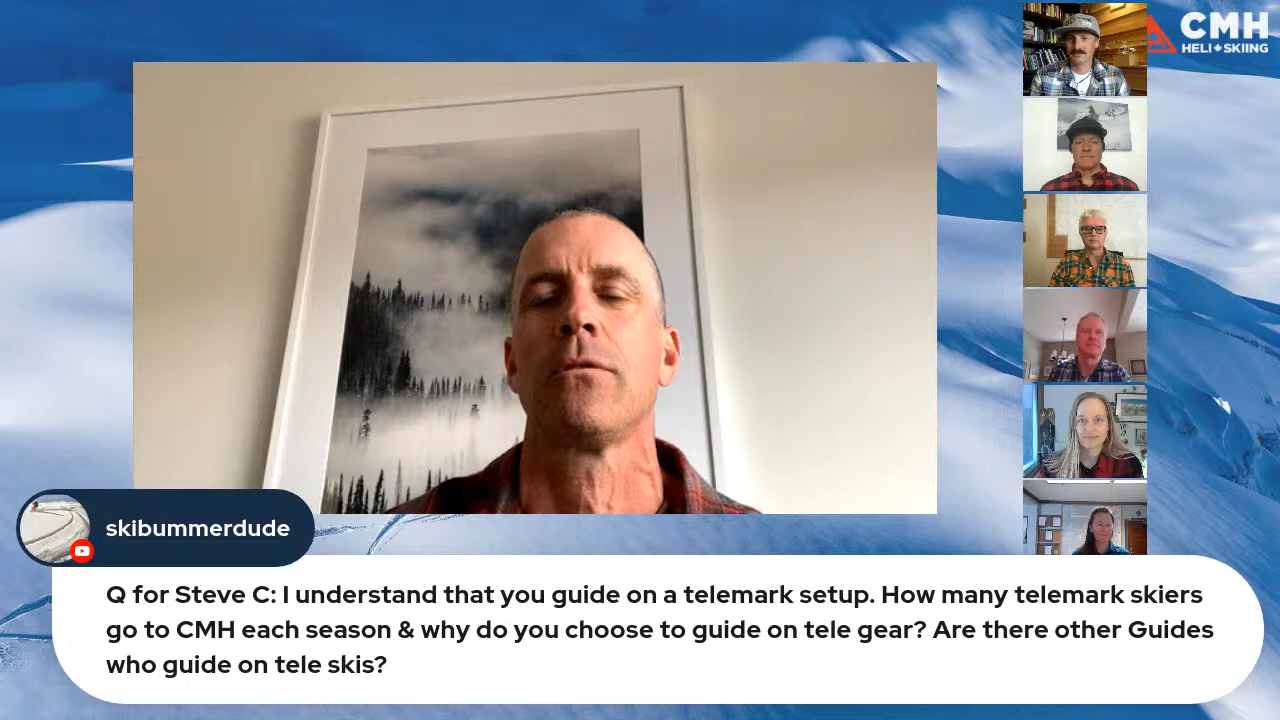 CMH
HELI SKIING
skibummerdude
Q for Steve C: I understand that you guide on a telemark setup. How many telemark skiers
go to CMH each season & why do you choose to guide on tele gear? Are there other Guides
who guide on tele skis?